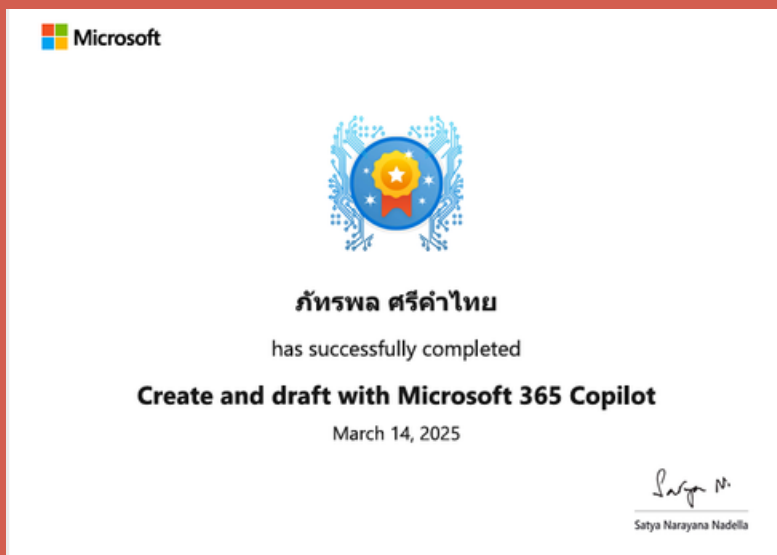 Microsoft
ภัทรพล ศรีคำไทย
has successfully completed
Create and draft with Microsoft 365 Copilot
March 14, 2025
Satya N.
Satya Narayana Nadella